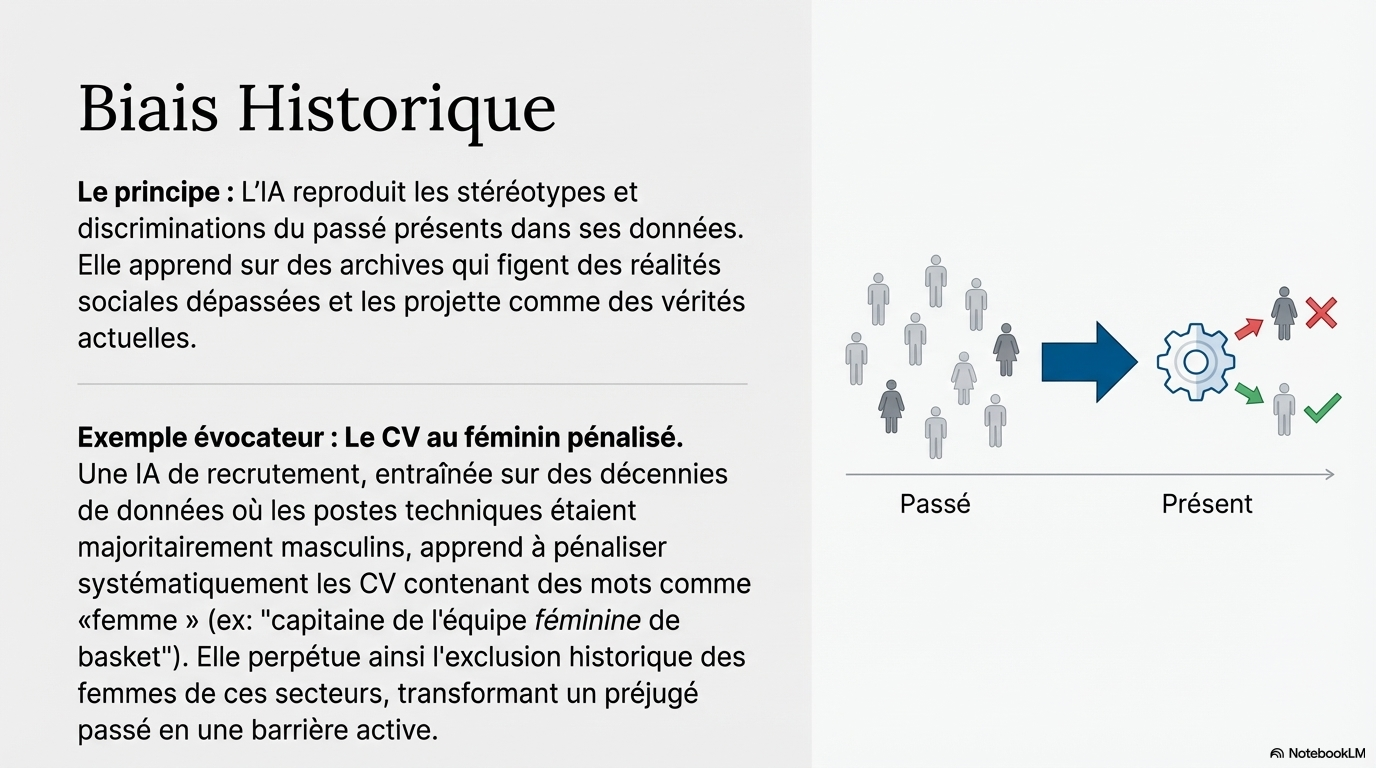 Biais Historique
Le principe : L'IA reproduit les stéréotypes et
discriminations du passé présents dans ses données.
Elle apprend sur des archives qui figent des réalités
sociales dépassées et les projette comme des vérités
actuelles.
Exemple évocateur : Le CV au féminin pénalisé.
Une IA de recrutement, entraînée sur des décennies
de données où les postes techniques étaient
majoritairement masculins, apprend à pénaliser
systématiquement les CV contenant des mots comme
«femme » (ex: "capitaine de l'équipe féminine de
basket"). Elle perpétue ainsi l'exclusion historique des
femmes de ces secteurs, transformant un préjugé
passé en une barrière active.
Passé
Présent
NotebookLM